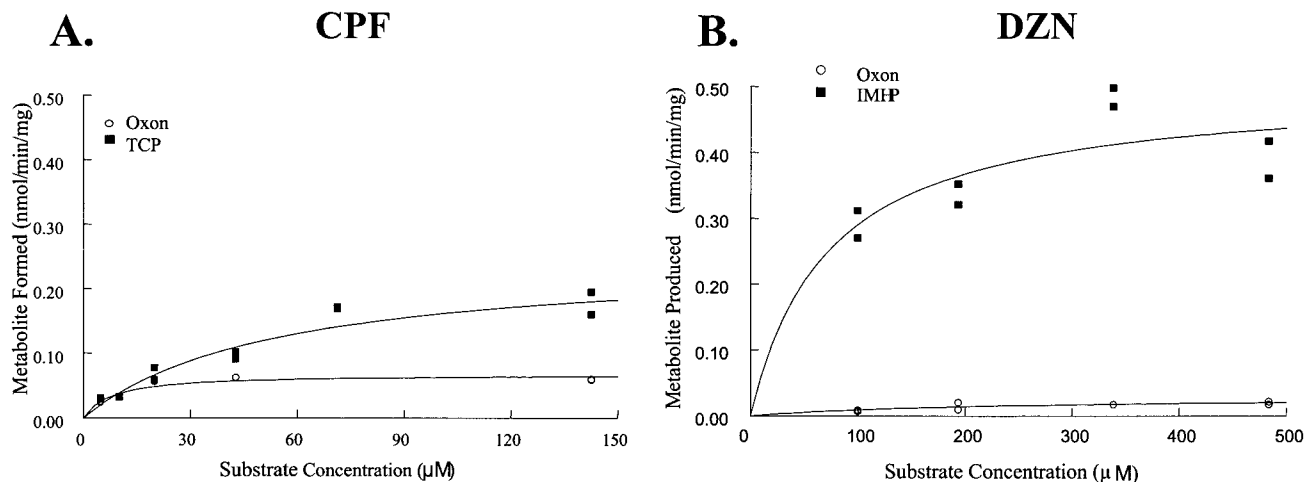 A. CPF
Metabolite Formed (nmol/min/mg)
0.50
0.40
0.30
0.20
0.10
0.00
Oxon
TCP
0 30 60 90 120 150
Substrate Concentration (µM)
B. DZN
Metabolite Produced (nmol/min/mg)
0.50
0.40
0.30
0.20
0.10
0.00
Oxon
IMHP
0 100 200 300 400 500
Substrate Concentration (µM)